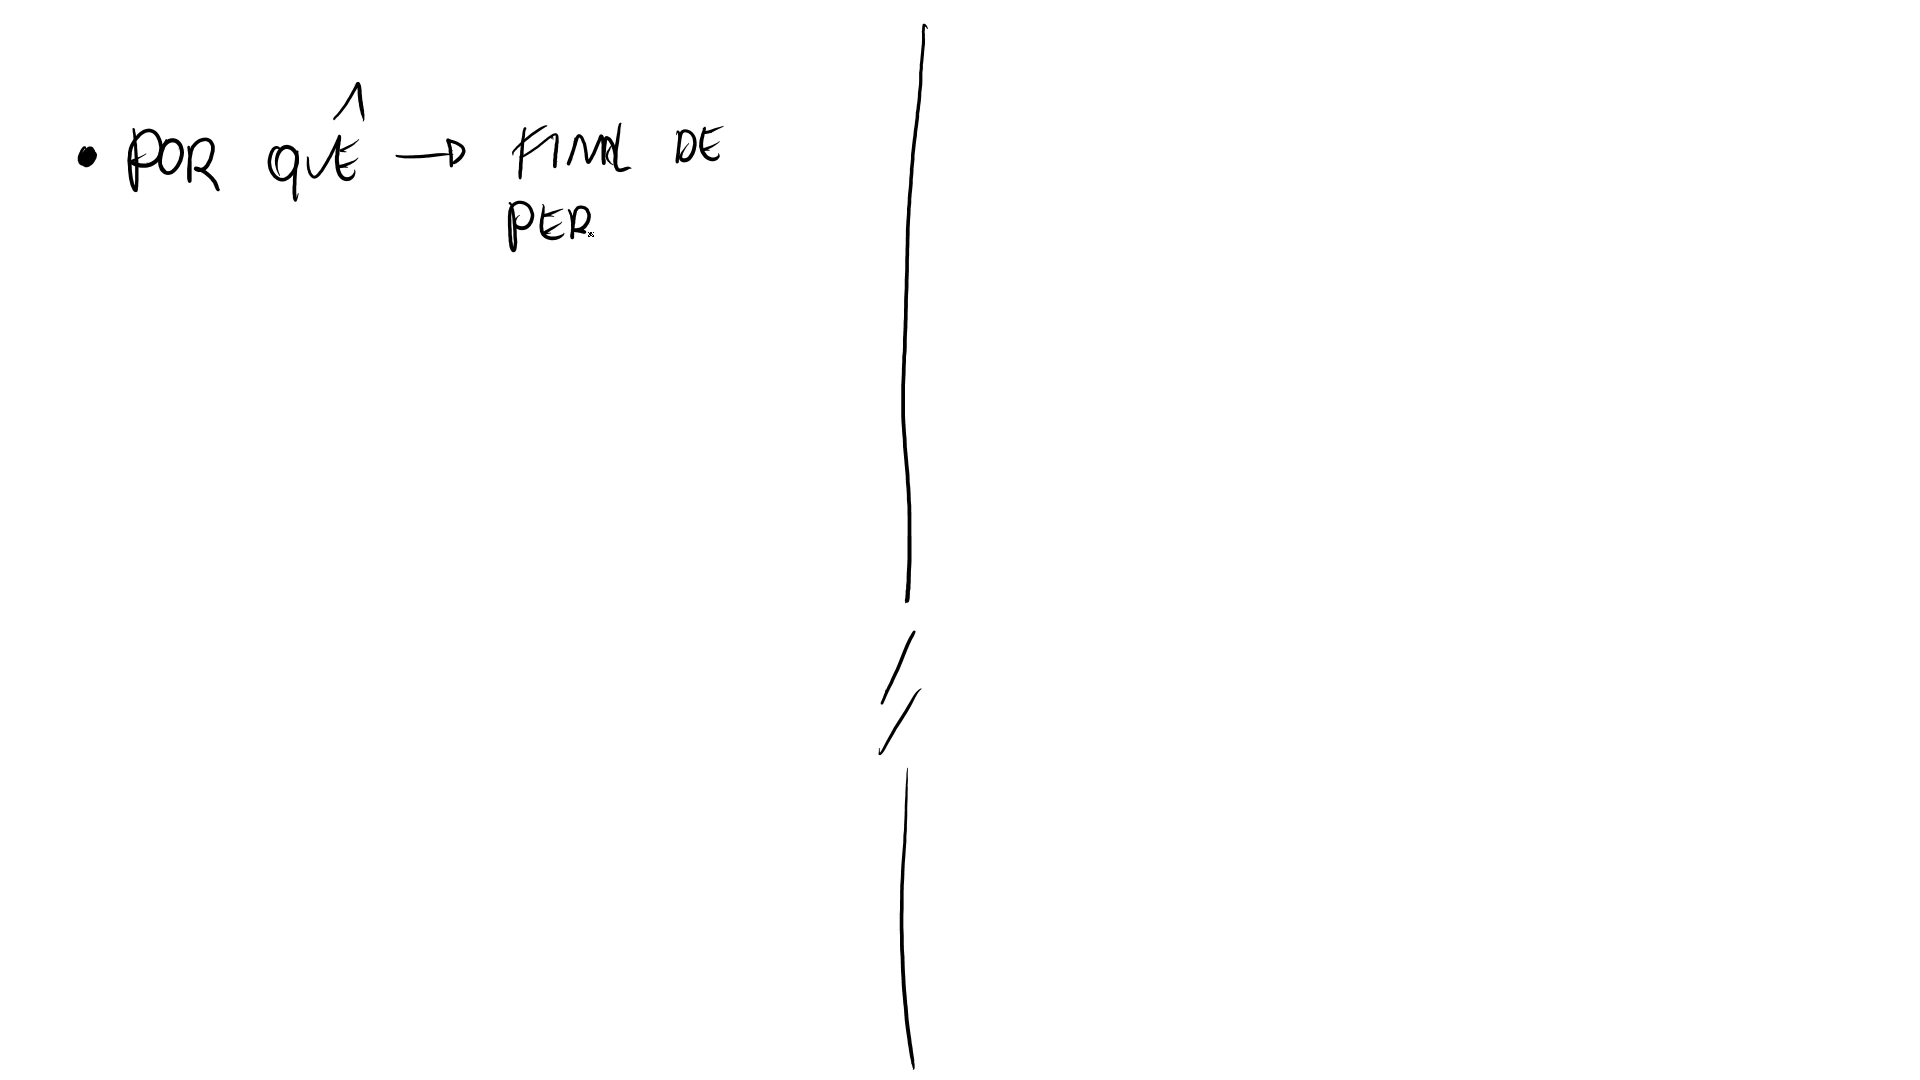 • POR QUÊ → FINAL DE
PER